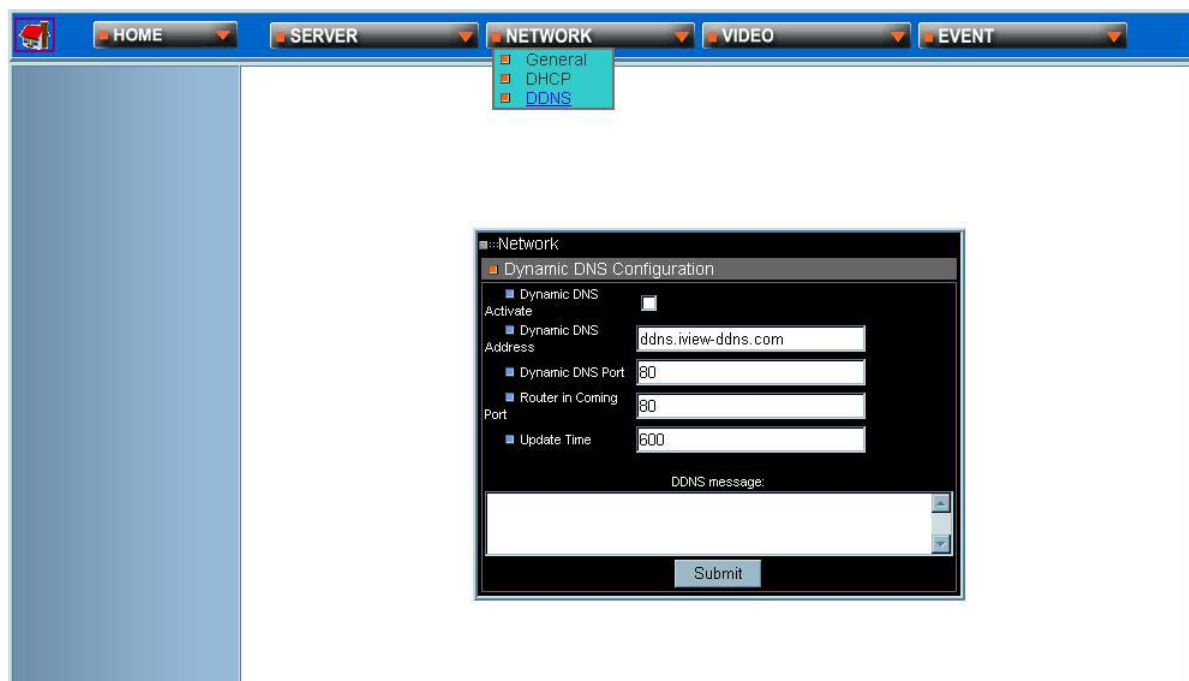 HOME SERVER NETWORK VIDEO EVENT
General
DHCP
DDNS
Network
Dynamic DNS Configuration
Dynamic DNS
Activate
Dynamic DNS
Address
ddns.iview-ddns.com
Dynamic DNS Port 80
Router in Coming
Port
80
Update Time 600
DDNS message:
Submit